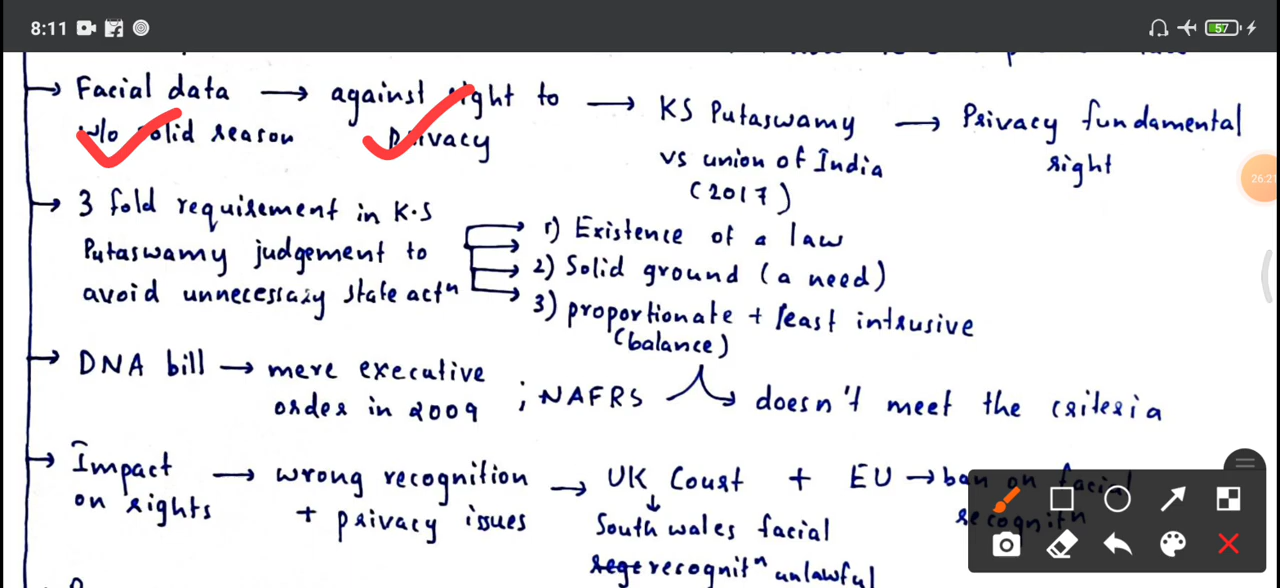 8:11
57
→ Facial data → against right to → KS Putaswamy → Privacy fundamental
w/o solid reason privacy vs union of India right
(2017)
26:2
→ 3 fold requirement in K.S
Putaswamy judgement to
avoid unnecessary state actⁿ
1) Existence of a law
2) Solid ground (a need)
3) proportionate + least intrusive
(balance)
→ DNA bill → mere executive ; NAFRS → doesn't meet the criteria
order in 2009
→ Impact → wrong recognition → UK Court + EU → ban on facial
on rights + privacy issues South wales facial recognitⁿ
recognitⁿ unlawful